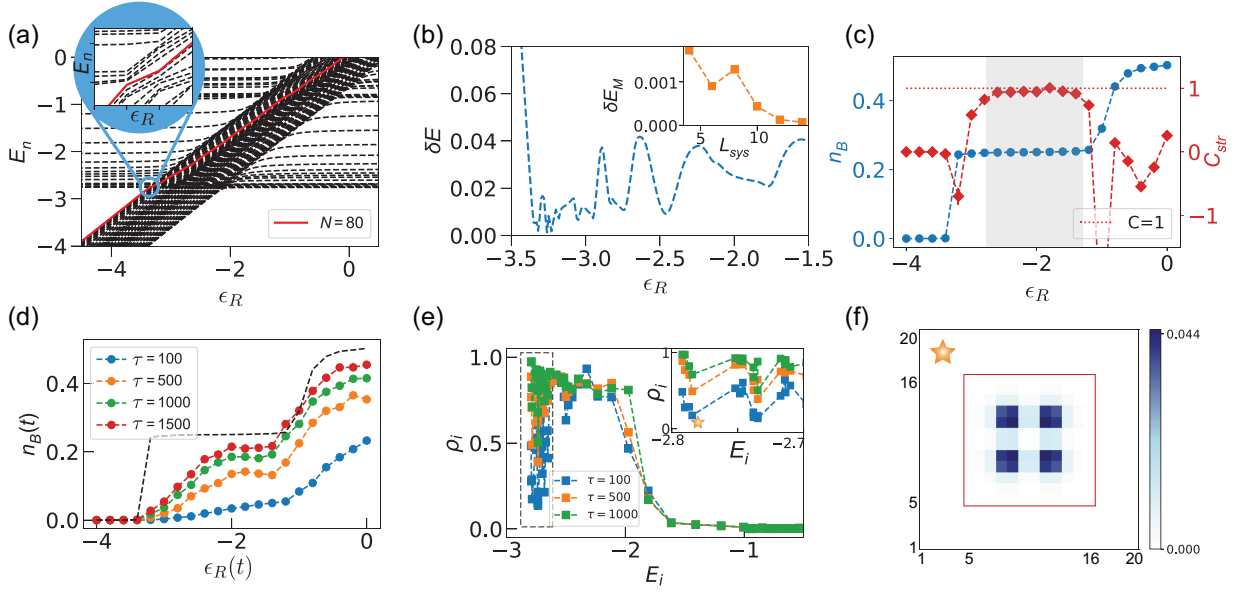 (a)
E_n
ϵ_R
0
−1
−2
−3
−4
E_n
N = 80
−4
−2
0
ϵ_R
(b)
0.08
0.06
0.04
0.02
0.00
δE
δE_M
0.001
0.000
5
10
L_sys
−3.5
−3.0
−2.5
−2.0
−1.5
ϵ_R
(c)
0.4
0.2
0.0
n_B
1
0
−1
C_str
C=1
−4
−2
0
ϵ_R
(d)
τ = 100
τ = 500
τ = 1000
τ = 1500
0.4
0.2
0.0
n_B(t)
−4
−2
0
ϵ_R(t)
(e)
1.0
0.5
0.0
ρ_i
1
0
ρ_i
−2.8
−2.7
E_i
τ = 100
τ = 500
τ = 1000
−3
−2
−1
E_i
(f)
20
16
5
1
1
5
16
20
0.044
0.000